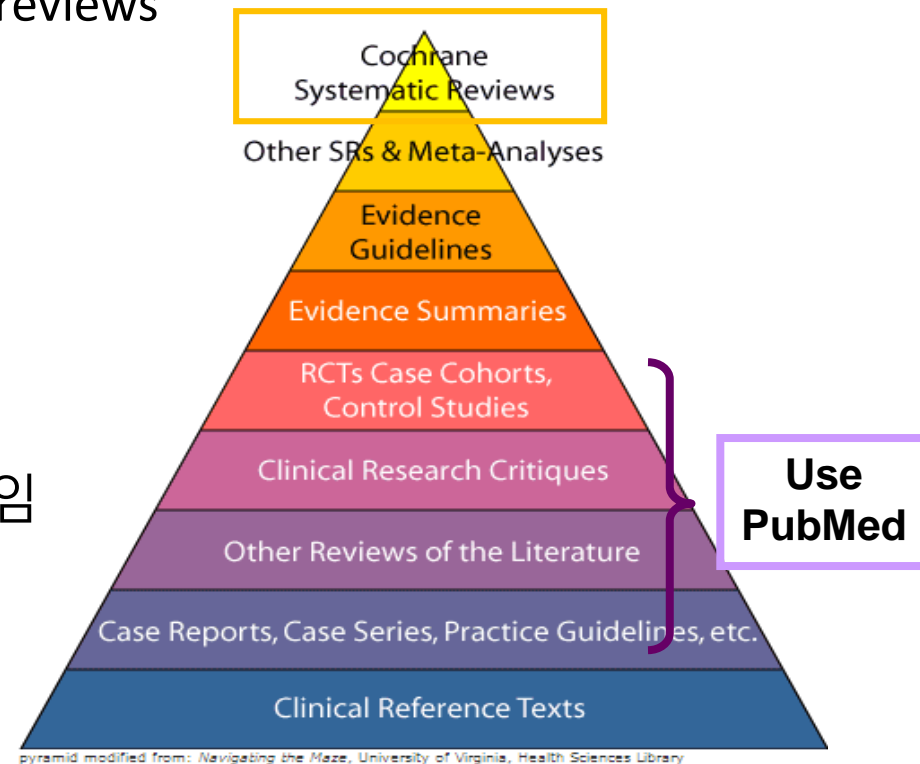 reviews
Cochrane
Systematic Reviews
Other SRs & Meta-Analyses
Evidence
Guidelines
Evidence Summaries
RCTs Case Cohorts,
Control Studies
Clinical Research Critiques
임
Use
PubMed
Other Reviews of the Literature
Case Reports, Case Series, Practice Guidelines, etc.
Clinical Reference Texts
pyramid modified from: Navigating the Maze, University of Virginia, Health Sciences Library